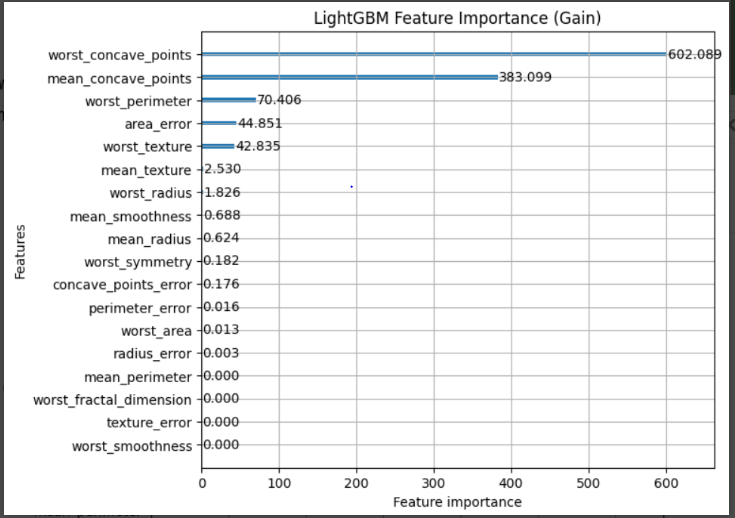 LightGBM Feature Importance (Gain)
worst_concave_points 602.089
mean_concave_points 383.099
worst_perimeter 70.406
area_error 44.851
worst_texture 42.835
mean_texture 2.530
worst_radius 1.826
mean_smoothness 0.688
mean_radius 0.624
worst_symmetry 0.182
concave_points_error 0.176
perimeter_error 0.016
worst_area 0.013
radius_error 0.003
mean_perimeter 0.000
worst_fractal_dimension 0.000
texture_error 0.000
worst_smoothness 0.000
Features
0 100 200 300 400 500 600
Feature importance